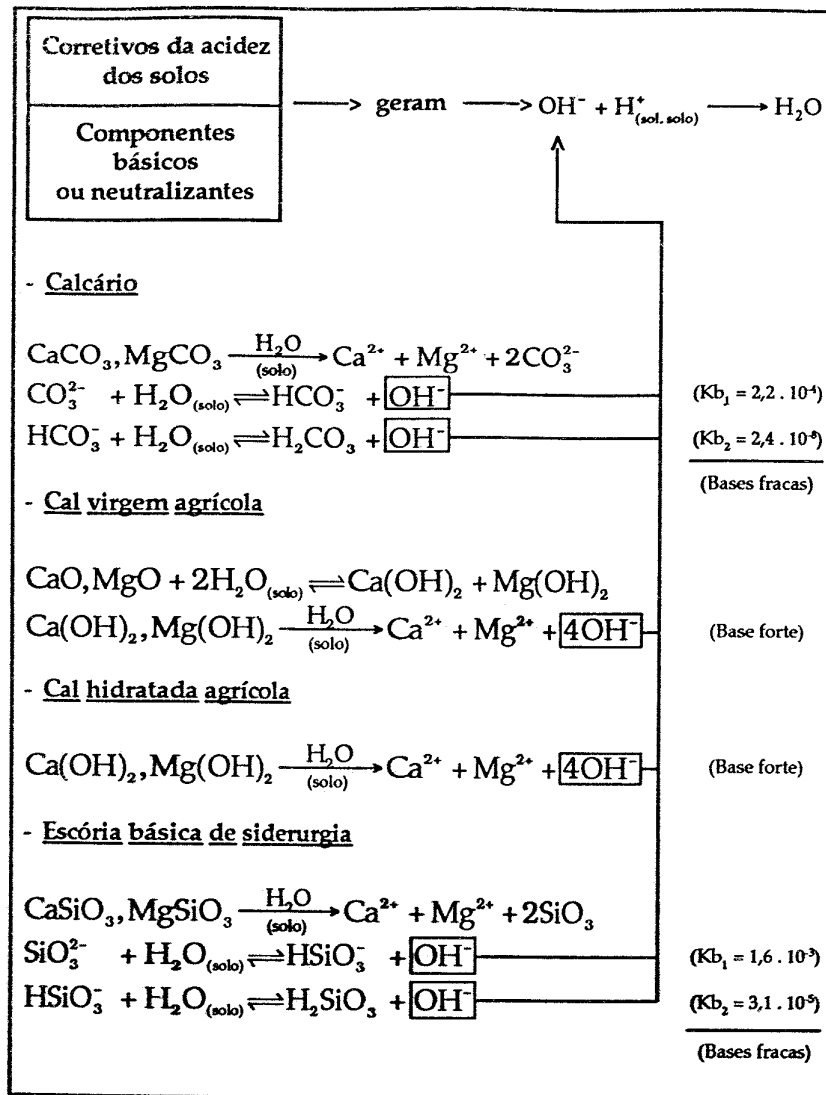 Corretivos da acidez
dos solos
Componentes
básicos
ou neutralizantes
geram
OH⁻ + H⁺(sol. solo) → H₂O
- Calcário
CaCO₃, MgCO₃ —H₂O (solo)→ Ca²⁺ + Mg²⁺ + 2CO₃²⁻
CO₃²⁻ + H₂O(solo) ⇌ HCO₃⁻ + OH⁻ (Kb₁ = 2,2 . 10⁻⁴)
HCO₃⁻ + H₂O(solo) ⇌ H₂CO₃ + OH⁻ (Kb₂ = 2,4 . 10⁻⁸)
(Bases fracas)
- Cal virgem agrícola
CaO, MgO + 2H₂O(solo) ⇌ Ca(OH)₂ + Mg(OH)₂
Ca(OH)₂, Mg(OH)₂ —H₂O (solo)→ Ca²⁺ + Mg²⁺ + 4OH⁻ (Base forte)
- Cal hidratada agrícola
Ca(OH)₂, Mg(OH)₂ —H₂O (solo)→ Ca²⁺ + Mg²⁺ + 4OH⁻ (Base forte)
- Escória básica de siderurgia
CaSiO₃, MgSiO₃ —H₂O (solo)→ Ca²⁺ + Mg²⁺ + 2SiO₃
SiO₃²⁻ + H₂O(solo) ⇌ HSiO₃⁻ + OH⁻ (Kb₁ = 1,6 . 10⁻³)
HSiO₃⁻ + H₂O(solo) ⇌ H₂SiO₃ + OH⁻ (Kb₂ = 3,1 . 10⁻⁵)
(Bases fracas)